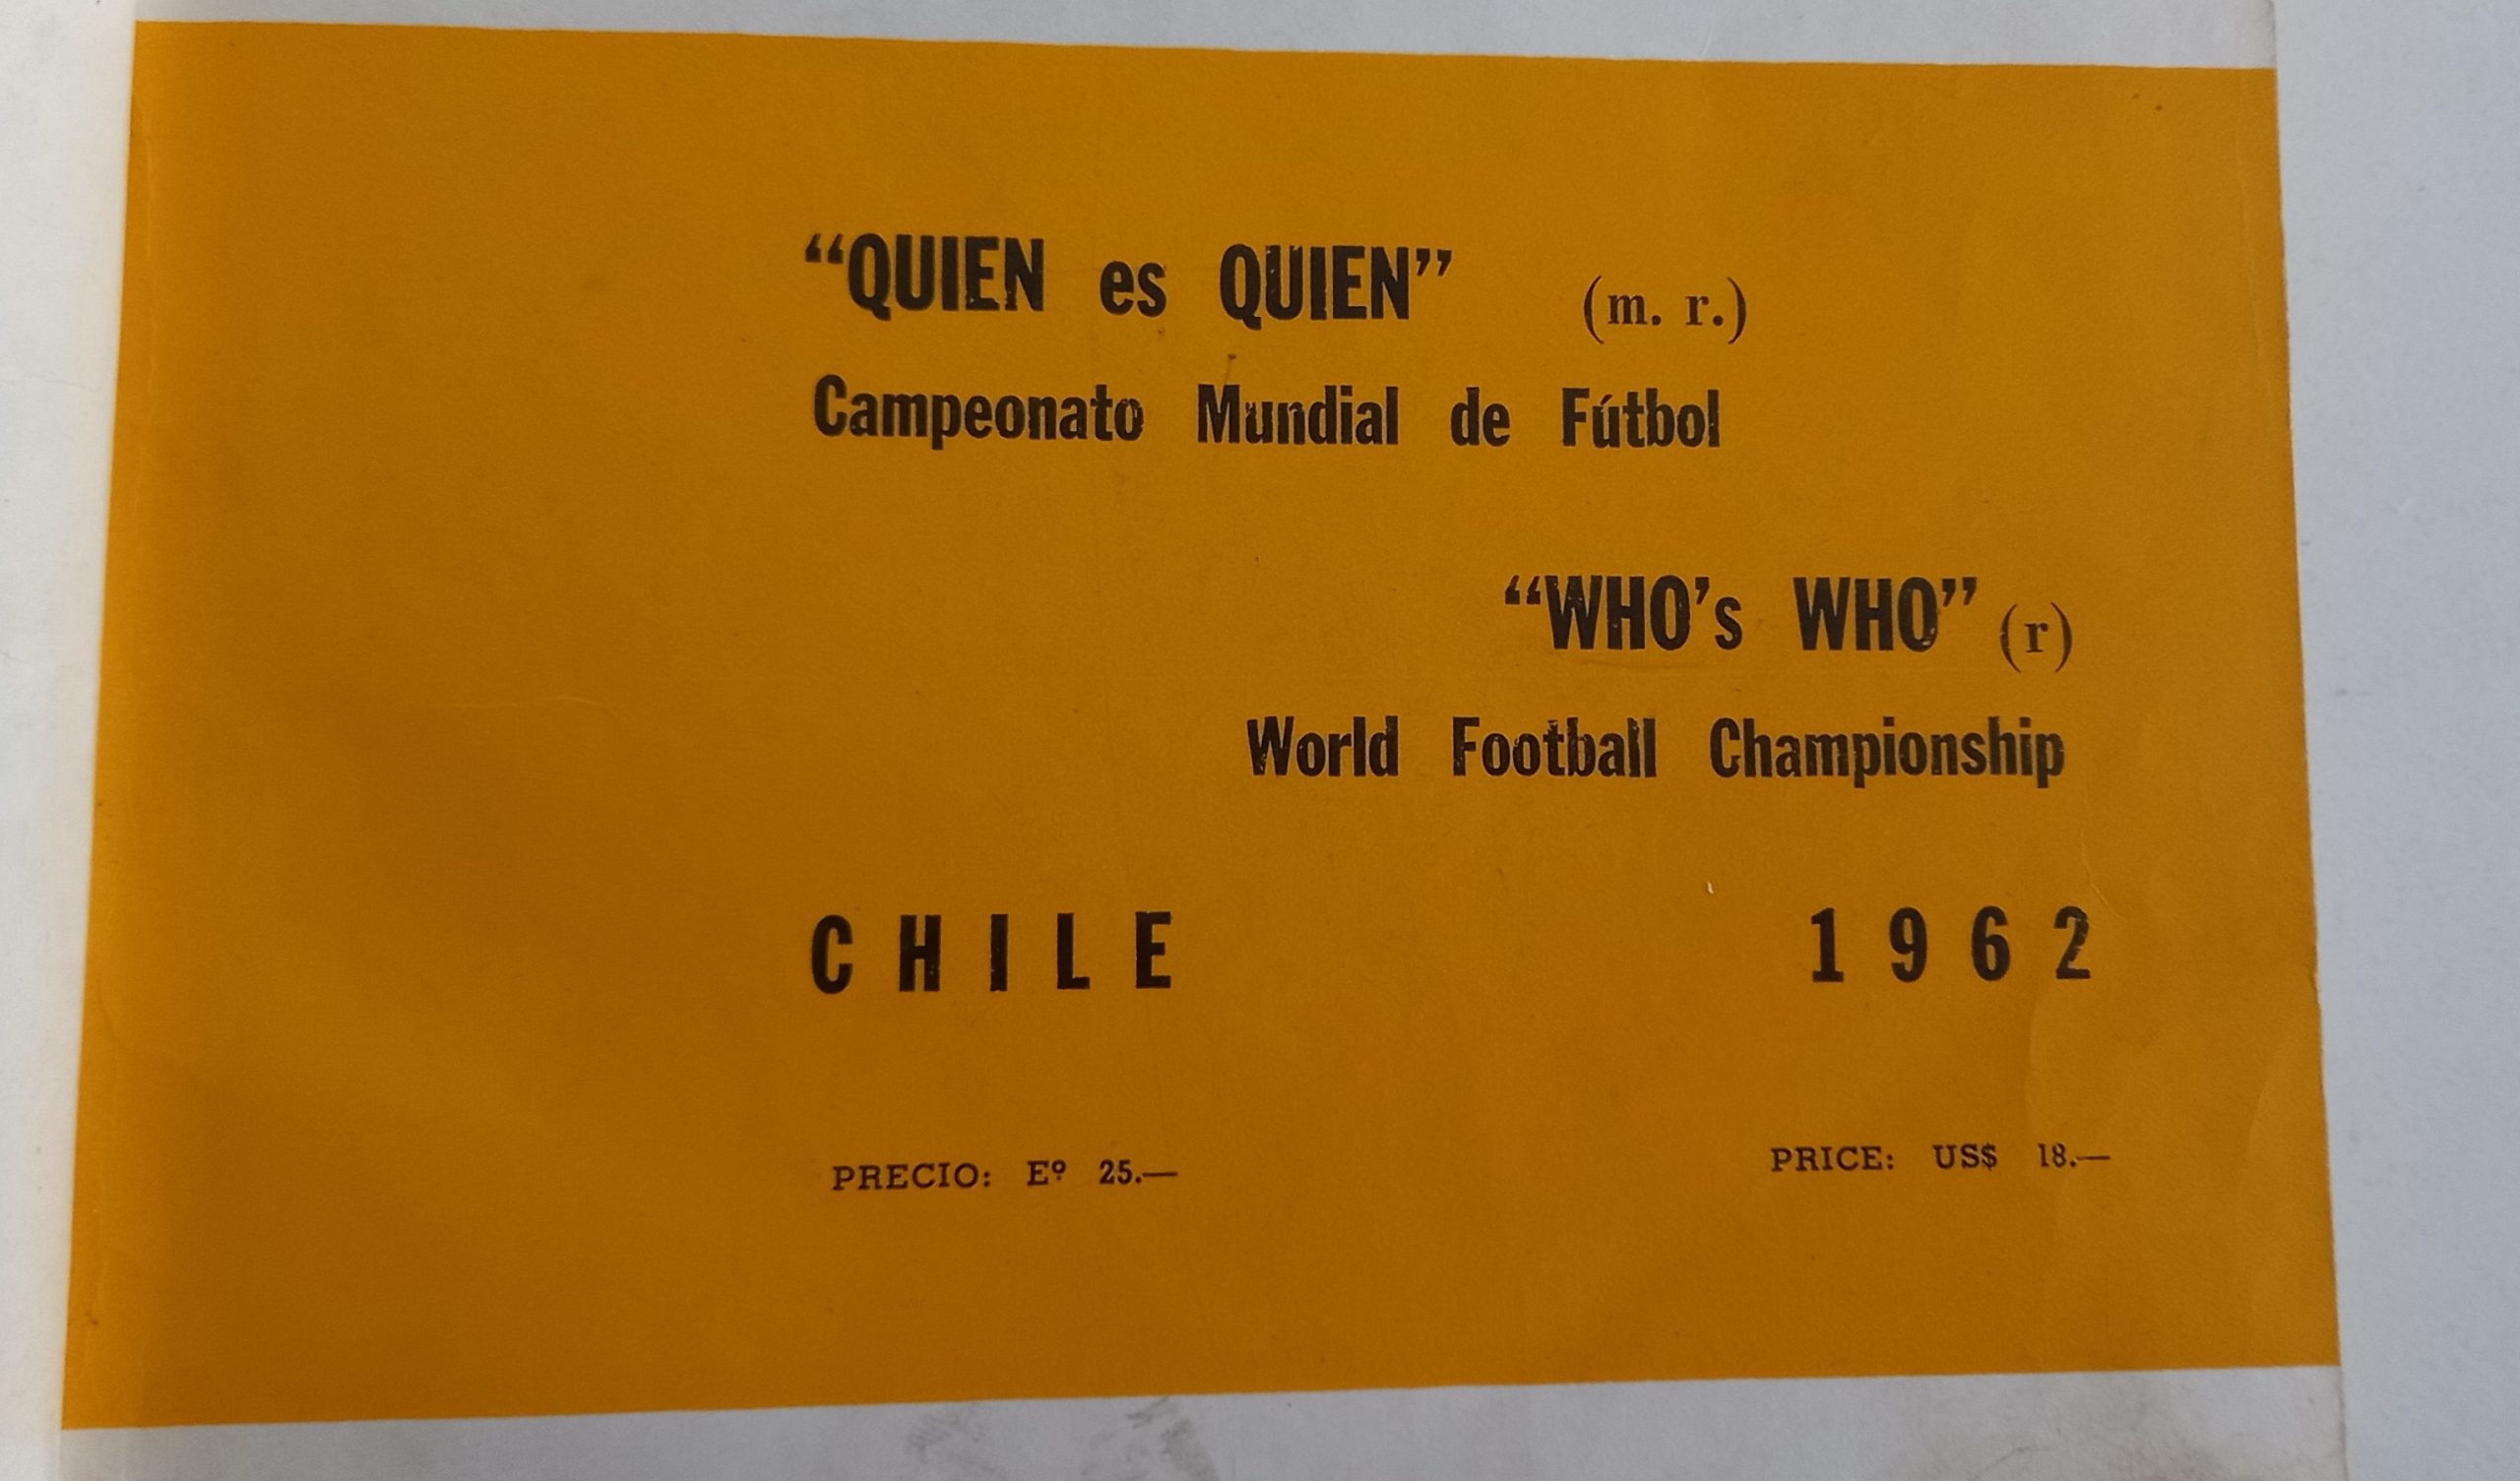 “QUIEN es QUIEN” (m. r.)
Campeonato Mundial de Fútbol
“WHO’s WHO” (r)
World Football Championship
CHILE 1962
PRECIO: Eº 25.— PRICE: US$ 18.—